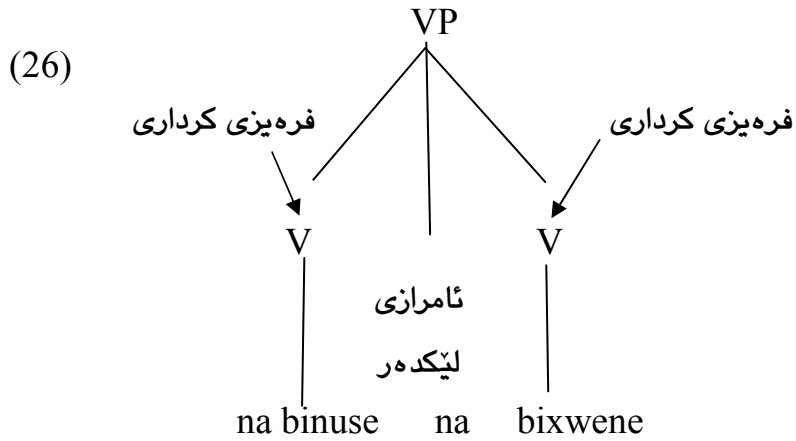 VP
(26)
فرەیزی کرداری
فرەیزی کرداری
V
V
ئامرازی
لێکدەر
na binuse na bixwene